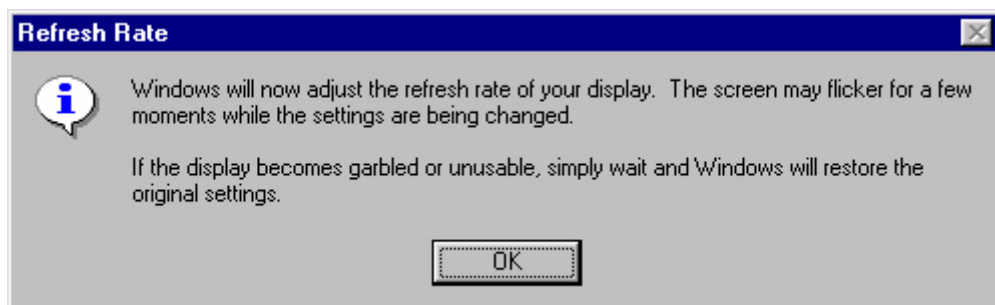 Refresh Rate
Windows will now adjust the refresh rate of your display.  The screen may flicker for a few
moments while the settings are being changed.
If the display becomes garbled or unusable, simply wait and Windows will restore the
original settings.
OK